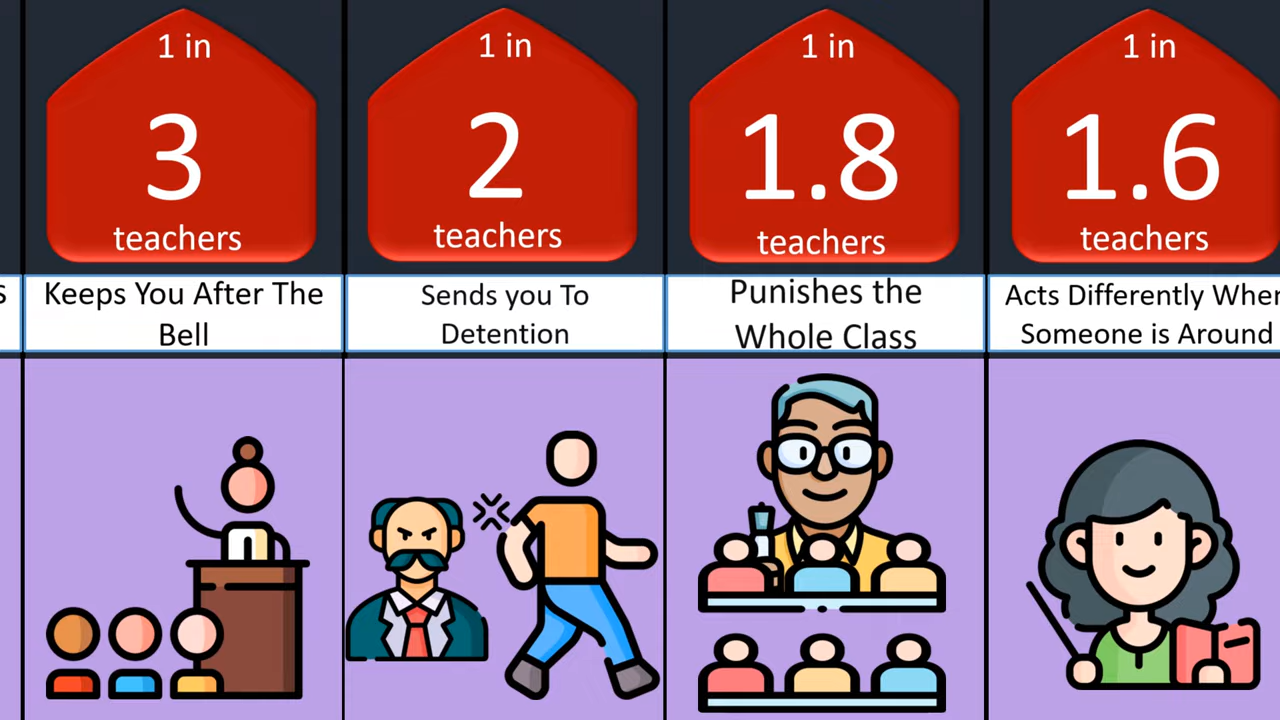 1 in
3
teachers
Keeps You After The
Bell
1 in
2
teachers
Sends you To
Detention
1 in
1.8
teachers
Punishes the
Whole Class
1 in
1.6
teachers
Acts Differently When
Someone is Around